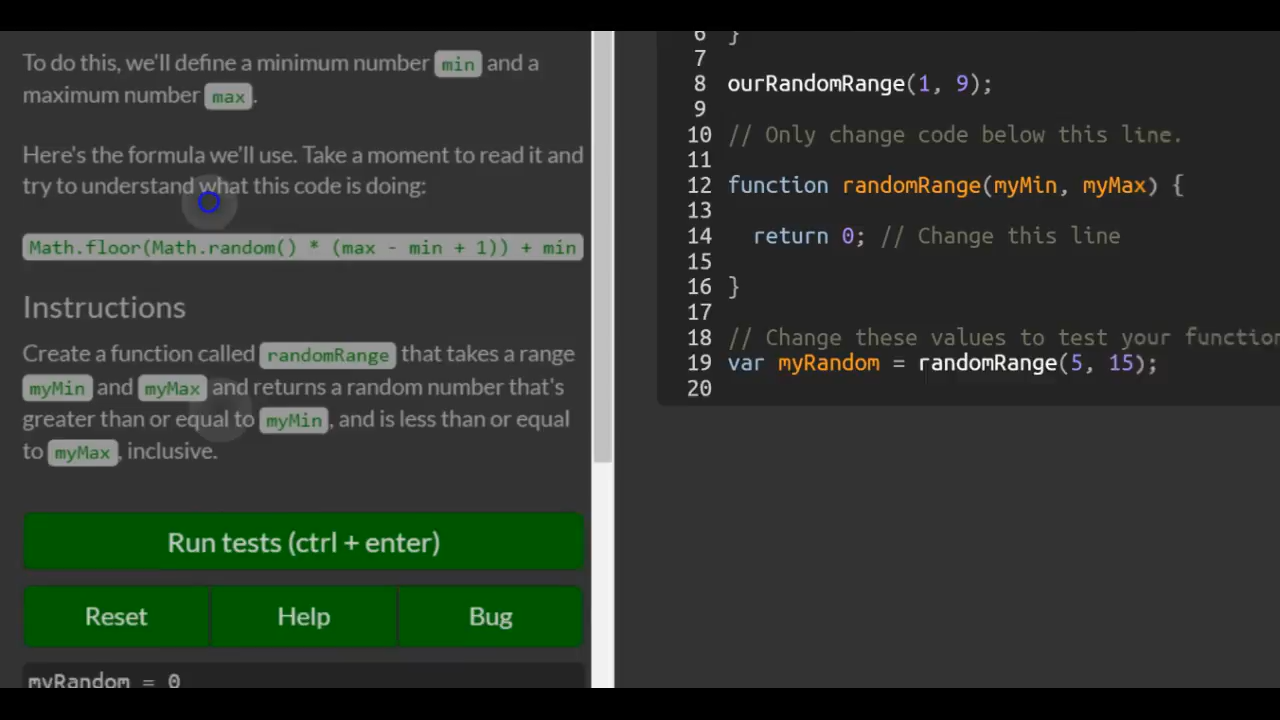 To do this, we'll define a minimum number min and a
maximum number max.
Here's the formula we'll use. Take a moment to read it and
try to understand what this code is doing:
Math.floor(Math.random() * (max - min + 1)) + min
Instructions
Create a function called randomRange that takes a range
myMin and myMax and returns a random number that's
greater than or equal to myMin, and is less than or equal
to myMax, inclusive.
Run tests (ctrl + enter)
Reset Help Bug
myRandom = 0
6 }
7
8 ourRandomRange(1, 9);
9
10 // Only change code below this line.
11
12 function randomRange(myMin, myMax) {
13
14 return 0; // Change this line
15
16 }
17
18 // Change these values to test your function
19 var myRandom = randomRange(5, 15);
20